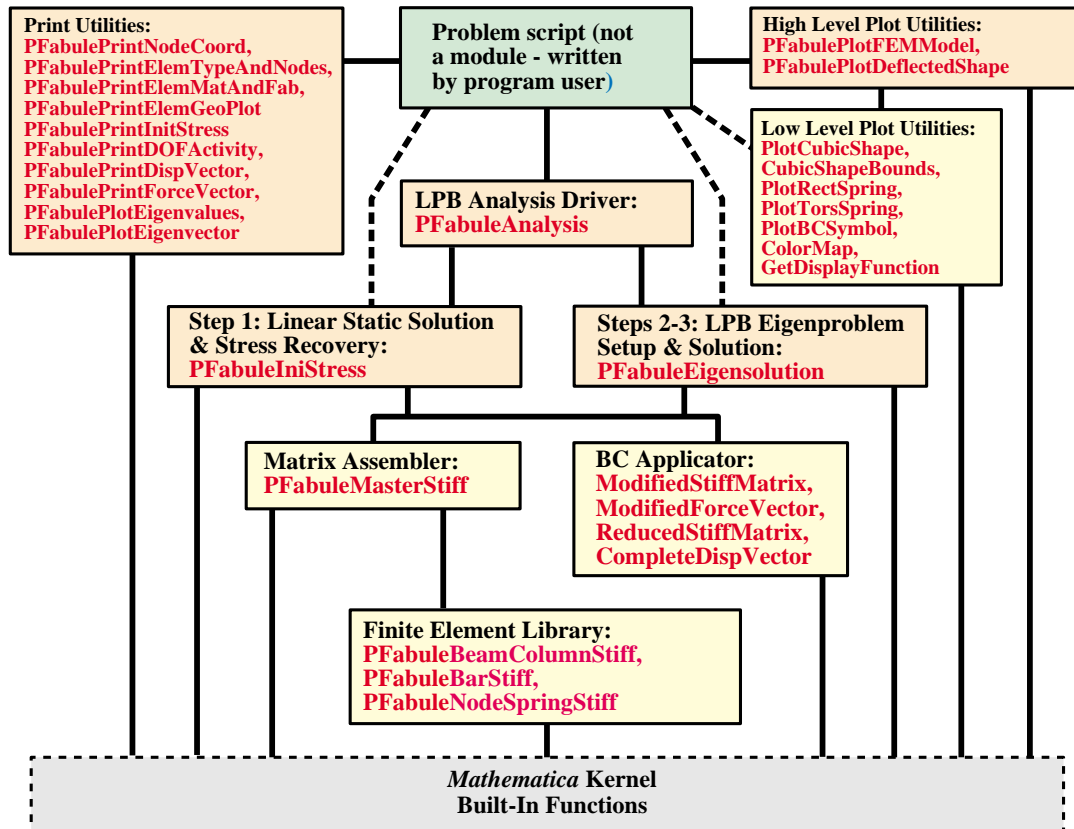 Print Utilities:
PFabulePrintNodeCoord,
PFabulePrintElemTypeAndNodes,
PFabulePrintElemMatAndFab,
PFabulePrintElemGeoPlot
PFabulePrintInitStress
PFabulePrintDOFActivity,
PFabulePrintDispVector,
PFabulePrintForceVector,
PFabulePlotEigenvalues,
PFabulePlotEigenvector
Problem script (not
a module - written
by program user)
High Level Plot Utilities:
PFabulePlotFEMModel,
PFabulePlotDeflectedShape
Low Level Plot Utilities:
PlotCubicShape,
CubicShapeBounds,
PlotRectSpring,
PlotTorsSpring,
PlotBCSymbol,
ColorMap,
GetDisplayFunction
LPB Analysis Driver:
PFabuleAnalysis
Step 1: Linear Static Solution
& Stress Recovery:
PFabuleIniStress
Steps 2-3: LPB Eigenproblem
Setup & Solution:
PFabuleEigensolution
Matrix Assembler:
PFabuleMasterStiff
BC Applicator:
ModifiedStiffMatrix,
ModifiedForceVector,
ReducedStiffMatrix,
CompleteDispVector
Finite Element Library:
PFabuleBeamColumnStiff,
PFabuleBarStiff,
PFabuleNodeSpringStiff
Mathematica Kernel
Built-In Functions